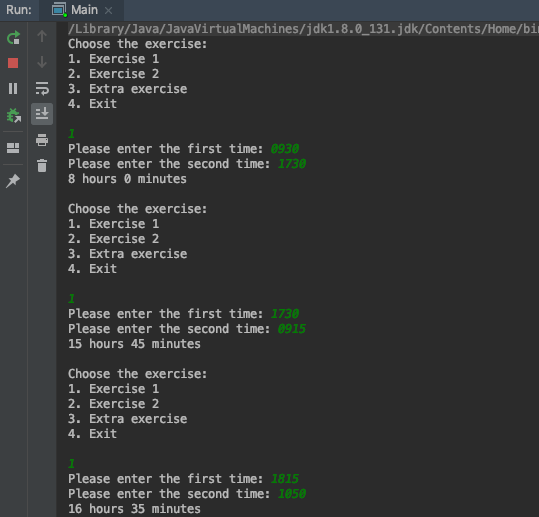 Run: Main ×
/Library/Java/JavaVirtualMachines/jdk1.8.0_131.jdk/Contents/Home/bin
Choose the exercise:
1. Exercise 1
2. Exercise 2
3. Extra exercise
4. Exit
1
Please enter the first time: 0930
Please enter the second time: 1730
8 hours 0 minutes
Choose the exercise:
1. Exercise 1
2. Exercise 2
3. Extra exercise
4. Exit
1
Please enter the first time: 1730
Please enter the second time: 0915
15 hours 45 minutes
Choose the exercise:
1. Exercise 1
2. Exercise 2
3. Extra exercise
4. Exit
1
Please enter the first time: 1815
Please enter the second time: 1050
16 hours 35 minutes